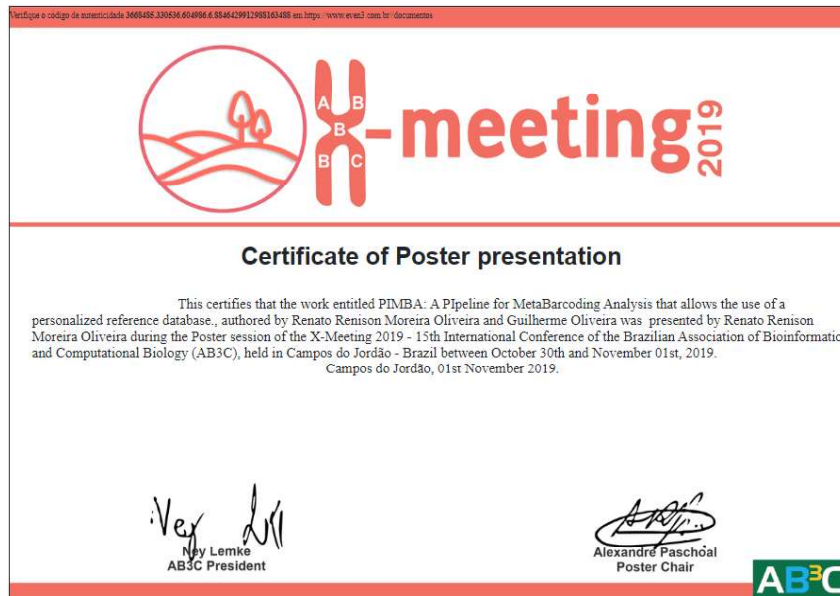 Verifique o código de autenticidade 3668486.330636.604986.6.8846429912988163488 em https://www.even3.com.br/documentos
A B
B
B C
-meeting
2019
Certificate of Poster presentation
This certifies that the work entitled PIMBA: A PIpeline for MetaBarcoding Analysis that allows the use of a
personalized reference database., authored by Renato Renison Moreira Oliveira and Guilherme Oliveira was presented by Renato Renison
Moreira Oliveira during the Poster session of the X-Meeting 2019 - 15th International Conference of the Brazilian Association of Bioinformatic
and Computational Biology (AB3C), held in Campos do Jordão - Brazil between October 30th and November 01st, 2019.
Campos do Jordão, 01st November 2019.
Ney Lemke
AB3C President
Alexandre Paschoal
Poster Chair
AB³C